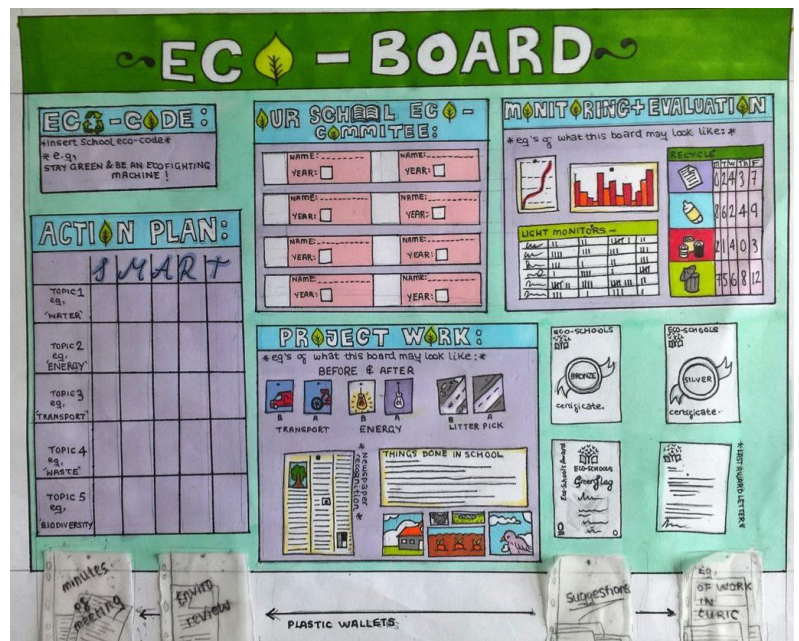 ECO - BOARD
ECO-CODE:
*insert school eco-code*
* e.g,
STAY GREEN & BE AN ECOFIGHTING
MACHINE !
OUR SCHOOL ECO -
COMMITEE:
NAME:
YEAR:
NAME:
YEAR:
NAME:
YEAR:
NAME:
YEAR:
NAME:
YEAR:
NAME:
YEAR:
NAME:
YEAR:
NAME:
YEAR:
MONITORING+EVALUATION
*eg's of what this board may look like: *
RECYCLE
M T W Th F
0 2 4 3 7
8 6 2 4 9
2 1 4 0 3
7 5 6 8 12
LIGHT MONITORS -
ACTION PLAN:
S M A R T
TOPIC 1
eg,
'WATER'
TOPIC 2
eg,
'ENERGY'
TOPIC 3
eg,
'TRANSPORT'
TOPIC 4
eg,
'WASTE'
TOPIC 5
eg,
'BIODIVERSITY'
PROJECT WORK:
*eg's of what this board may look like: *
BEFORE & AFTER
B A
TRANSPORT
B A
ENERGY
B A
LITTER PICK
*Newspaper
recognition *
THINGS DONE IN SCHOOL
ECO-SCHOOLS
BRONZE
certificate.
ECO-SCHOOLS
SILVER
certificate.
Eco-Schools Award
ECO-SCHOOLS
Green flag
AWARD LETTER*
minutes
of
meeting
ENVIRO
REVIEW
PLASTIC WALLETS
suggestions
EG,
OF WORK
IN
CURIC